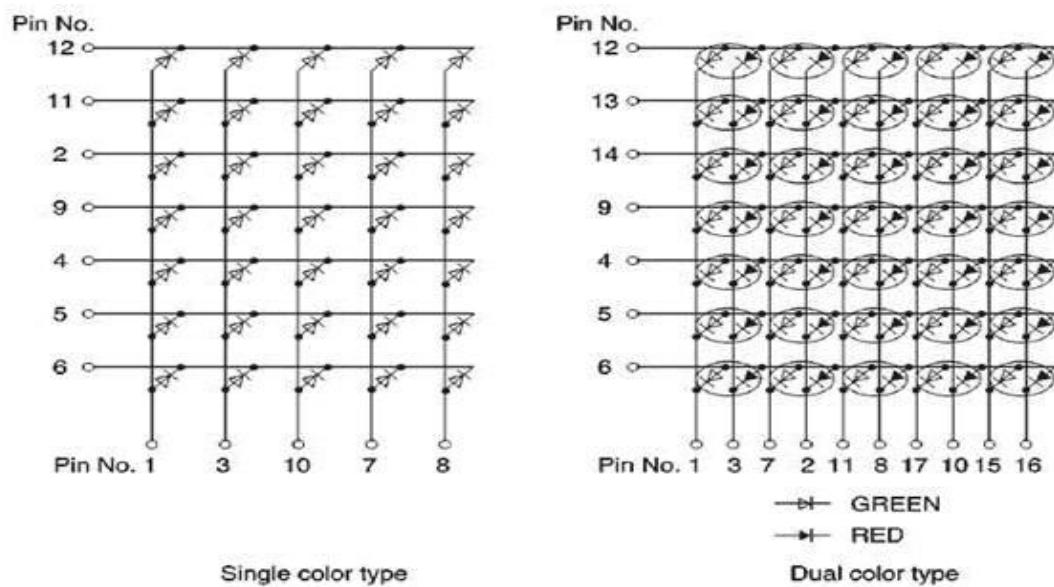 Pin No.
12
11
2
9
4
5
6
Pin No. 1 3 10 7 8
Single color type
Pin No.
12
13
14
9
4
5
6
Pin No. 1 3 7 2 11 8 17 10 15 16
GREEN
RED
Dual color type